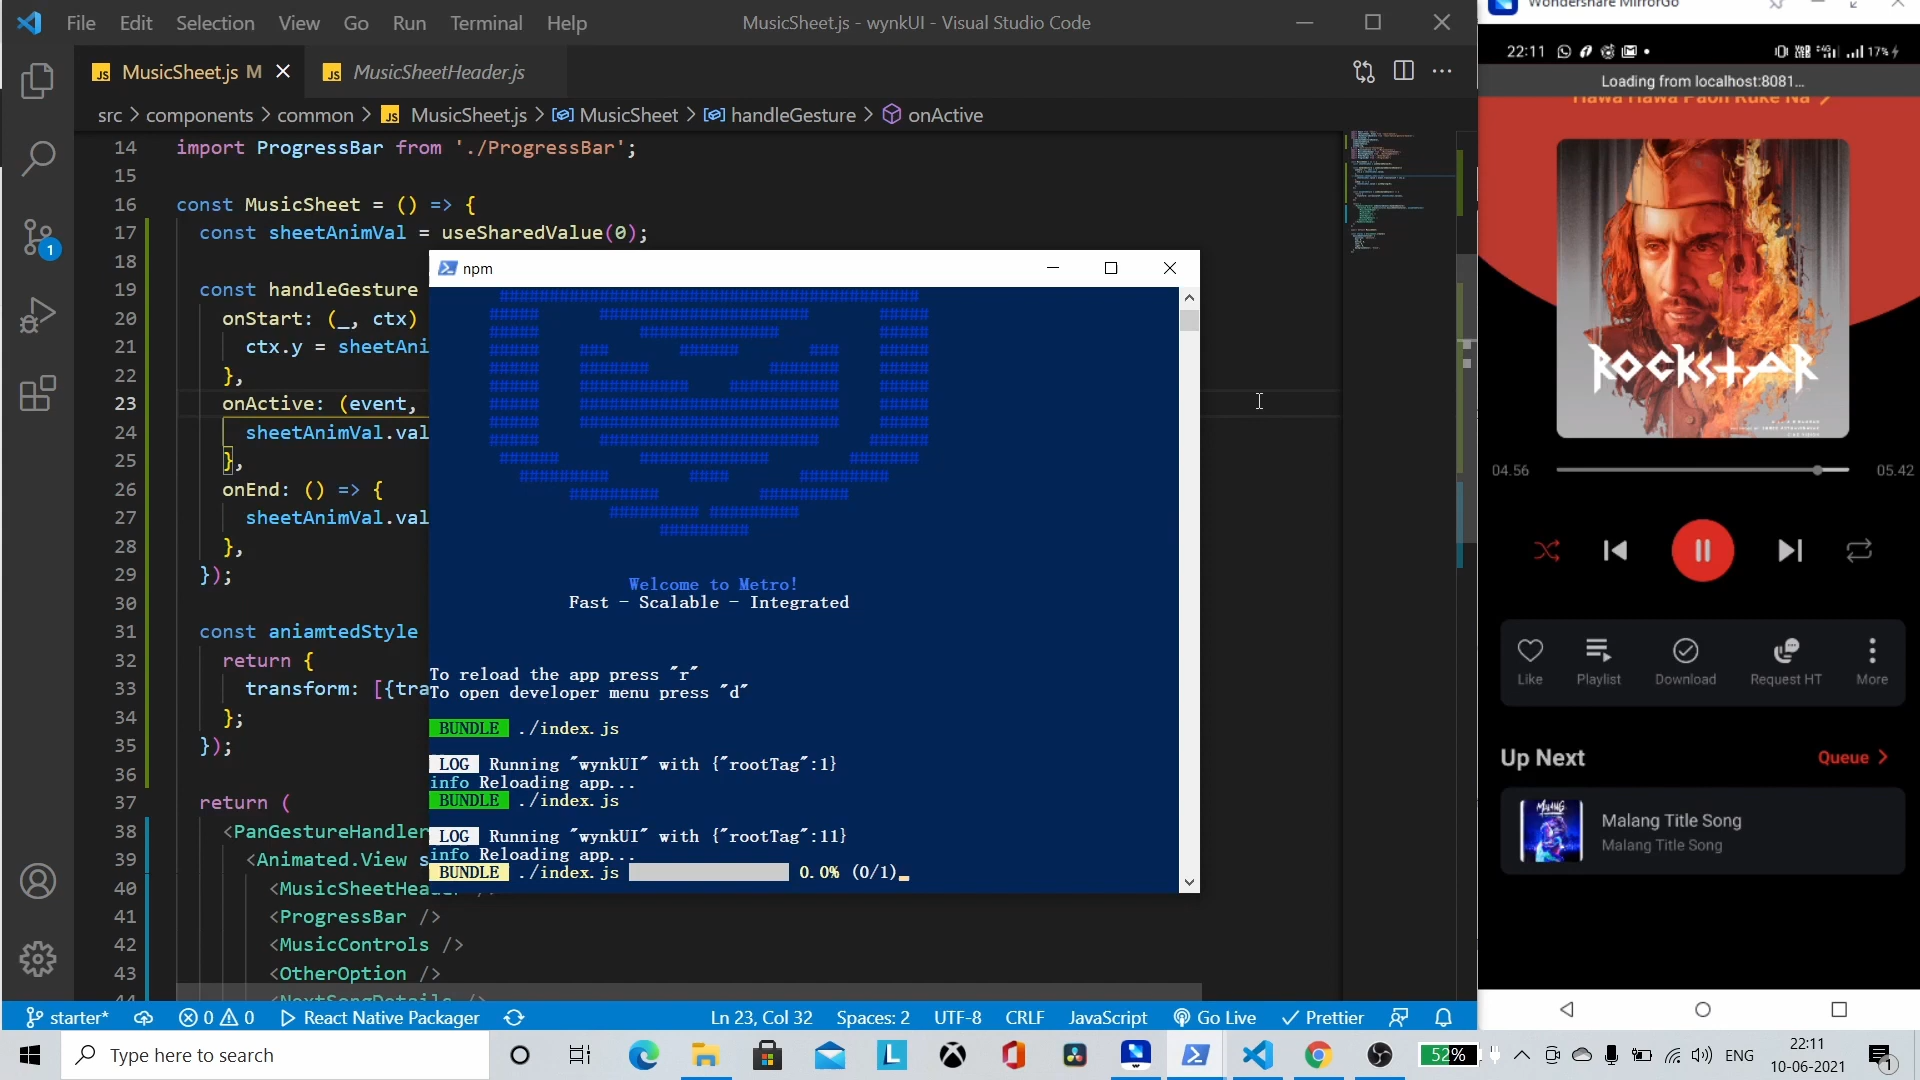 File Edit Selection View Go Run Terminal Help
MusicSheet.js - wynkUI - Visual Studio Code
MusicSheet.js M
MusicSheetHeader.js
src > components > common > MusicSheet.js > MusicSheet > handleGesture > onActive
14 import ProgressBar from './ProgressBar';
15
16 const MusicSheet = () => {
17 const sheetAnimVal = useSharedValue(0);
18
19 const handleGesture
20 onStart: (_, ctx)
21 ctx.y = sheetAni
22 },
23 onActive: (event,
24 sheetAnimVal.val
25 },
26 onEnd: () => {
27 sheetAnimVal.val
28 },
29 });
30
31 const aniamtedStyle
32 return {
33 transform: [{tra
34 };
35 });
36
37 return (
38 <PanGestureHandler
39 <Animated.View s
40 <MusicSheetHea
41 <ProgressBar />
42 <MusicControls />
43 <OtherOption />
44 <NextSongDetails />
npm
Welcome to Metro!
Fast - Scalable - Integrated
To reload the app press "r"
To open developer menu press "d"
BUNDLE ./index.js
LOG Running "wynkUI" with {"rootTag":1}
info Reloading app...
BUNDLE ./index.js
LOG Running "wynkUI" with {"rootTag":11}
info Reloading app...
BUNDLE ./index.js 0.0% (0/1)
starter* 0 0 React Native Packager
Ln 23, Col 32 Spaces: 2 UTF-8 CRLF JavaScript Go Live Prettier
Type here to search
52%
ENG
22:11
10-06-2021
1
Wondershare MirrorGo
22:11
17%
Loading from localhost:8081...
Hawa Hawa Paon Ruke Na >
ROCKSTAR
04.56
05.42
Like Playlist Download Request HT More
Up Next
Queue >
Malang Title Song
Malang Title Song